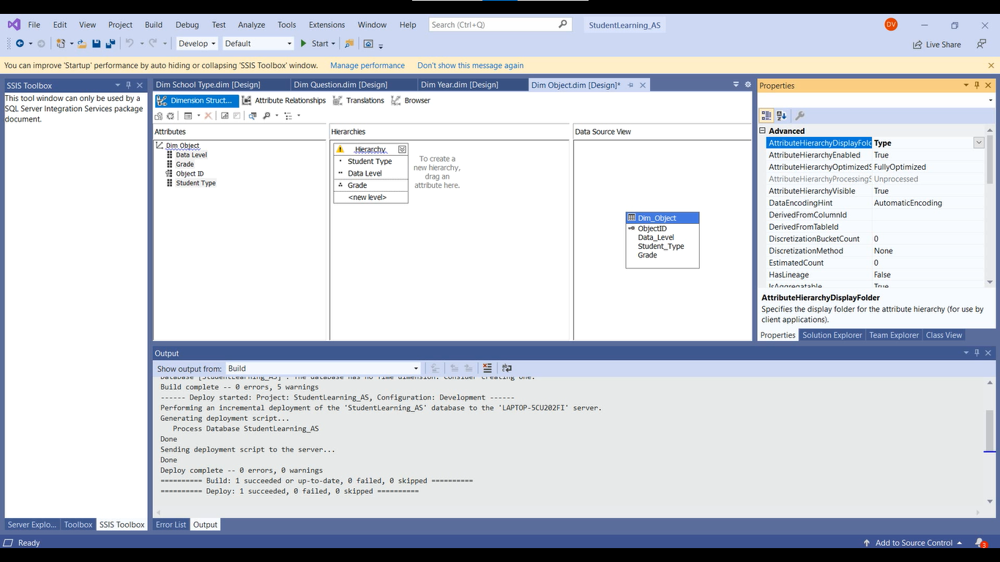 File Edit View Project Build Debug Test Analyze Tools Extensions Window Help Search (Ctrl+Q) StudentLearning_AS DV
Develop Default Start Live Share
You can improve 'Startup' performance by auto hiding or collapsing 'SSIS Toolbox' window. Manage performance Don't show this message again
SSIS Toolbox
This tool window can only be used by a
SQL Server Integration Services package
document.
Server Explo... Toolbox SSIS Toolbox
Dim School Type.dim [Design] Dim Question.dim [Design] Dim Year.dim [Design] Dim Object.dim [Design]*
Dimension Struct... Attribute Relationships Translations Browser
Attributes
Dim Object
Data Level
Grade
Object ID
Student Type
Hierarchies
Hierarchy
Student Type
Data Level
Grade
<new level>
To create a
new hierarchy,
drag an
attribute here.
Data Source View
Dim_Object
ObjectID
Data_Level
Student_Type
Grade
Properties
Advanced
AttributeHierarchyDisplayFold Type
AttributeHierarchyEnabled True
AttributeHierarchyOptimizedS FullyOptimized
AttributeHierarchyProcessingS Unprocessed
AttributeHierarchyVisible True
DataEncodingHint AutomaticEncoding
DerivedFromColumnId
DerivedFromTableId
DiscretizationBucketCount 0
DiscretizationMethod None
EstimatedCount 0
HasLineage False
IsAggregatable True
AttributeHierarchyDisplayFolder
Specifies the display folder for the attribute hierarchy (for use by
client applications).
Properties Solution Explorer Team Explorer Class View
Output
Show output from: Build
Database [StudentLearning_AS] : The database has no Time dimension. Consider creating one.
Build complete -- 0 errors, 5 warnings
------ Deploy started: Project: StudentLearning_AS, Configuration: Development ------
Performing an incremental deployment of the 'StudentLearning_AS' database to the 'LAPTOP-5CU202FI' server.
Generating deployment script...
Process Database StudentLearning_AS
Done
Sending deployment script to the server...
Done
Deploy complete -- 0 errors, 0 warnings
========== Build: 1 succeeded or up-to-date, 0 failed, 0 skipped ==========
========== Deploy: 1 succeeded, 0 failed, 0 skipped ==========
Error List Output
Ready Add to Source Control 3